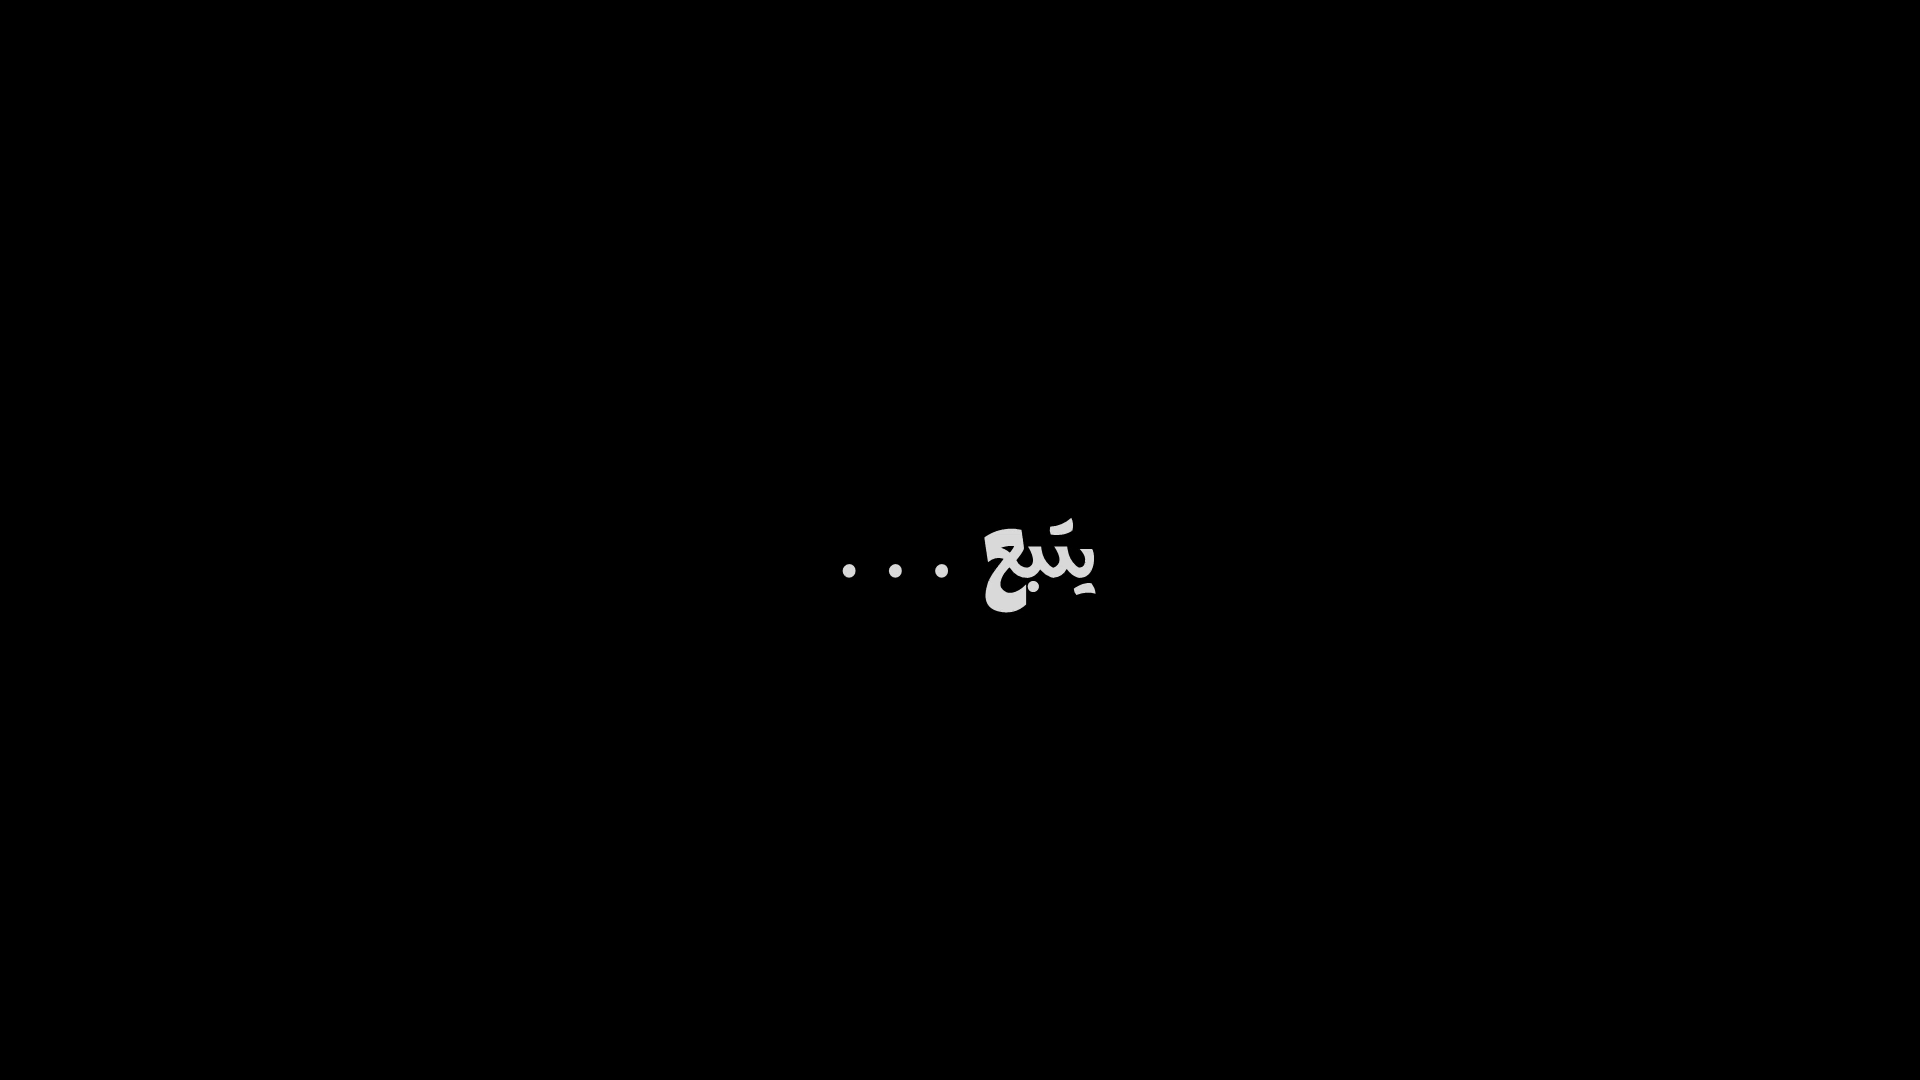 يتبع . . .